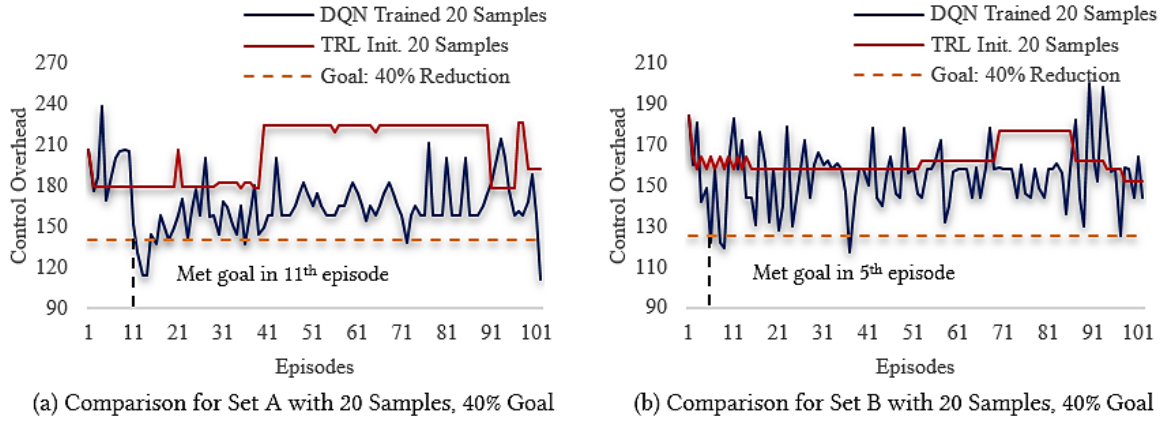 DQN Trained 20 Samples
TRL Init. 20 Samples
Goal: 40% Reduction
270
240
210
180
150
120
90
Control Overhead
Met goal in 11th episode
1 11 21 31 41 51 61 71 81 91 101
Episodes
(a) Comparison for Set A with 20 Samples, 40% Goal
DQN Trained 20 Samples
TRL Init. 20 Samples
Goal: 40% Reduction
210
190
170
150
130
110
90
Control Overhead
Met goal in 5th episode
1 11 21 31 41 51 61 71 81 91 101
Episodes
(b) Comparison for Set B with 20 Samples, 40% Goal